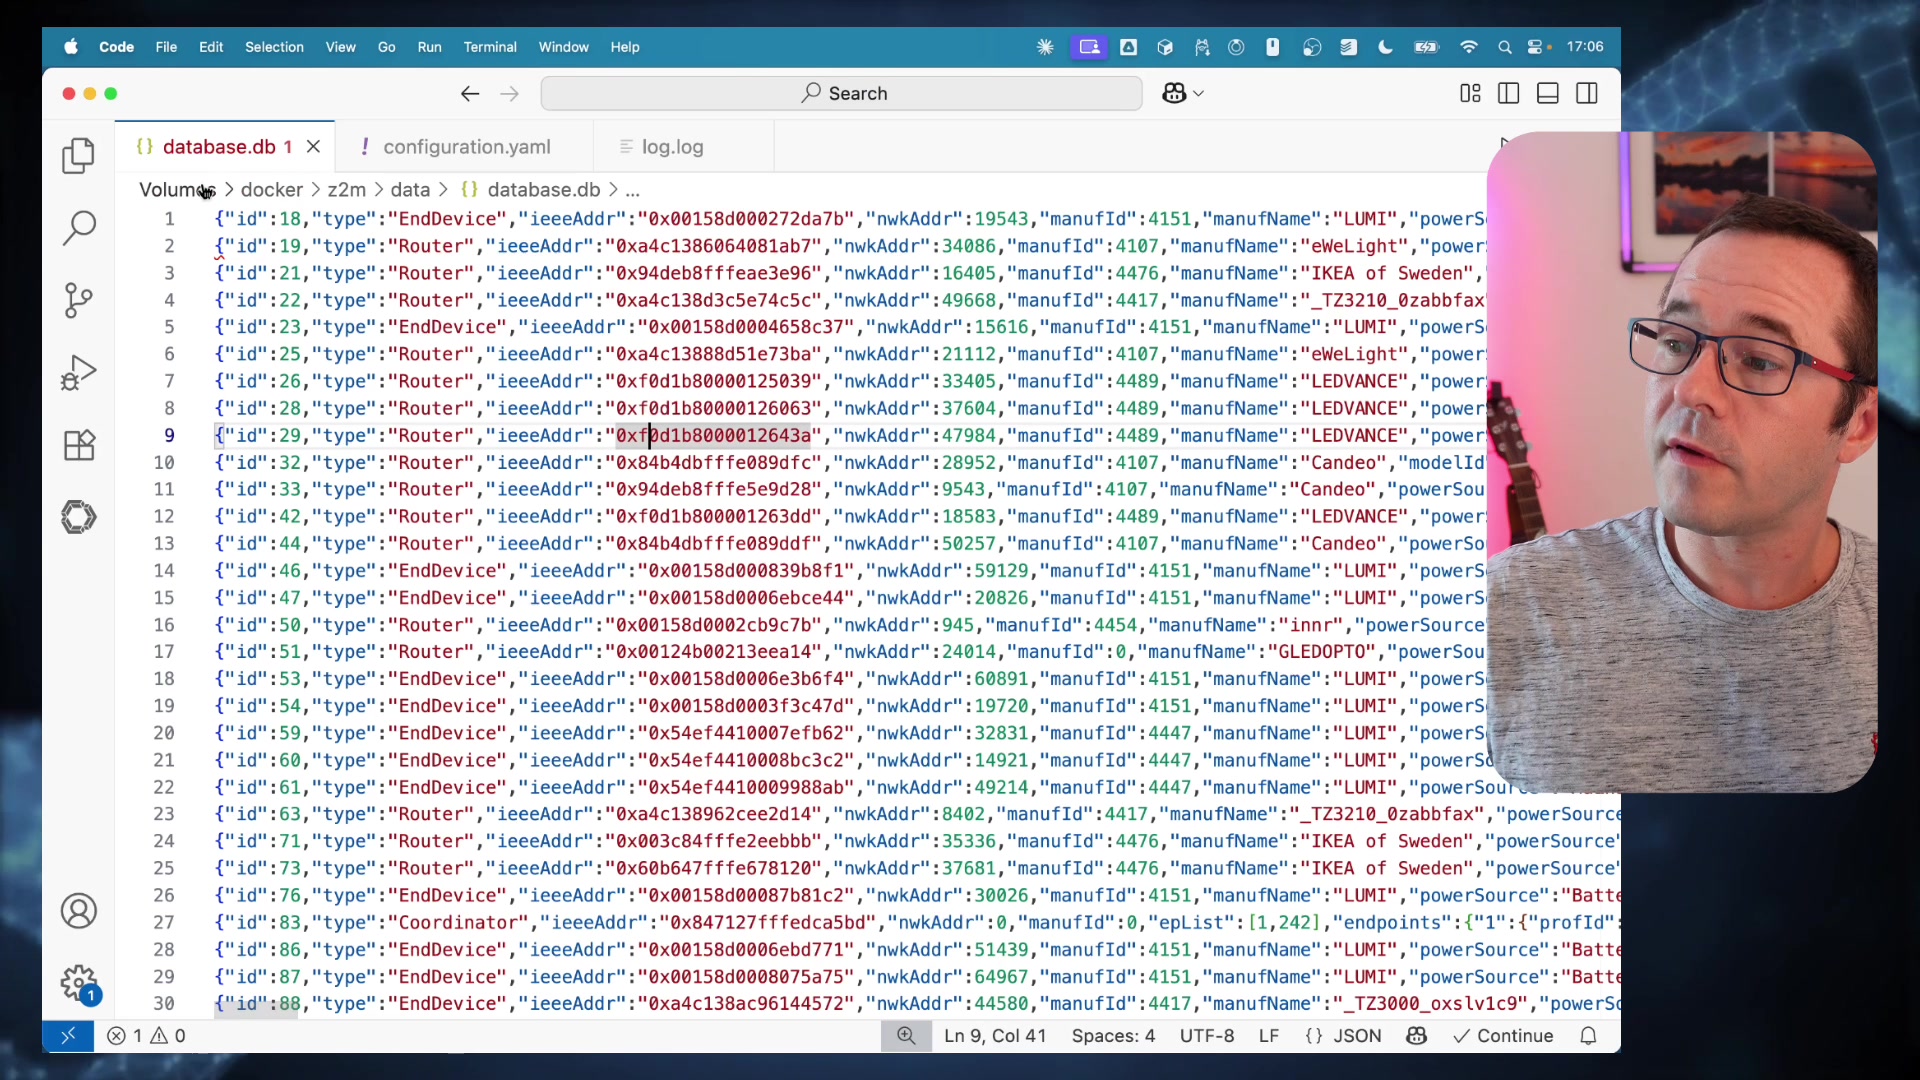 Code File Edit Selection View Go Run Terminal Window Help 17:06
Search
{} database.db 1 ! configuration.yaml log.log
Volumes > docker > z2m > data > {} database.db > ...
1 {"id":18,"type":"EndDevice","ieeeAddr":"0x00158d000272da7b","nwkAddr":19543,"manufId":4151,"manufName":"LUMI","powerS
2 {"id":19,"type":"Router","ieeeAddr":"0xa4c1386064081ab7","nwkAddr":34086,"manufId":4107,"manufName":"eWeLight","power
3 {"id":21,"type":"Router","ieeeAddr":"0x94deb8fffeae3e96","nwkAddr":16405,"manufId":4476,"manufName":"IKEA of Sweden",
4 {"id":22,"type":"Router","ieeeAddr":"0xa4c138d3c5e74c5c","nwkAddr":49668,"manufId":4417,"manufName":"_TZ3210_0zabbfax"
5 {"id":23,"type":"EndDevice","ieeeAddr":"0x00158d0004658c37","nwkAddr":15616,"manufId":4151,"manufName":"LUMI","powerS
6 {"id":25,"type":"Router","ieeeAddr":"0xa4c13888d51e73ba","nwkAddr":21112,"manufId":4107,"manufName":"eWeLight","power
7 {"id":26,"type":"Router","ieeeAddr":"0xf0d1b80000125039","nwkAddr":33405,"manufId":4489,"manufName":"LEDVANCE","power
8 {"id":28,"type":"Router","ieeeAddr":"0xf0d1b80000126063","nwkAddr":37604,"manufId":4489,"manufName":"LEDVANCE","power
9 {"id":29,"type":"Router","ieeeAddr":"0xf0d1b8000012643a","nwkAddr":47984,"manufId":4489,"manufName":"LEDVANCE","power
10 {"id":32,"type":"Router","ieeeAddr":"0x84b4dbfffe089dfc","nwkAddr":28952,"manufId":4107,"manufName":"Candeo","modelId
11 {"id":33,"type":"Router","ieeeAddr":"0x94deb8fffe5e9d28","nwkAddr":9543,"manufId":4107,"manufName":"Candeo","powerSou
12 {"id":42,"type":"Router","ieeeAddr":"0xf0d1b800001263dd","nwkAddr":18583,"manufId":4489,"manufName":"LEDVANCE","power
13 {"id":44,"type":"Router","ieeeAddr":"0x84b4dbfffe089ddf","nwkAddr":50257,"manufId":4107,"manufName":"Candeo","powerSo
14 {"id":46,"type":"EndDevice","ieeeAddr":"0x00158d000839b8f1","nwkAddr":59129,"manufId":4151,"manufName":"LUMI","powerS
15 {"id":47,"type":"EndDevice","ieeeAddr":"0x00158d0006ebce44","nwkAddr":20826,"manufId":4151,"manufName":"LUMI","powerS
16 {"id":50,"type":"Router","ieeeAddr":"0x00158d0002cb9c7b","nwkAddr":945,"manufId":4454,"manufName":"innr","powerSource
17 {"id":51,"type":"Router","ieeeAddr":"0x00124b00213eea14","nwkAddr":24014,"manufId":0,"manufName":"GLEDOPTO","powerSou
18 {"id":53,"type":"EndDevice","ieeeAddr":"0x00158d0006e3b6f4","nwkAddr":60891,"manufId":4151,"manufName":"LUMI","powerS
19 {"id":54,"type":"EndDevice","ieeeAddr":"0x00158d0003f3c47d","nwkAddr":19720,"manufId":4151,"manufName":"LUMI","powerS
20 {"id":59,"type":"EndDevice","ieeeAddr":"0x54ef4410007efb62","nwkAddr":32831,"manufId":4447,"manufName":"LUMI","powerS
21 {"id":60,"type":"EndDevice","ieeeAddr":"0x54ef4410008bc3c2","nwkAddr":14921,"manufId":4447,"manufName":"LUMI","powerS
22 {"id":61,"type":"EndDevice","ieeeAddr":"0x54ef4410009988ab","nwkAddr":49214,"manufId":4447,"manufName":"LUMI","powerSource
23 {"id":63,"type":"Router","ieeeAddr":"0xa4c138962cee2d14","nwkAddr":8402,"manufId":4417,"manufName":"_TZ3210_0zabbfax","powerSource
24 {"id":71,"type":"Router","ieeeAddr":"0x003c84fffe2eebbb","nwkAddr":35336,"manufId":4476,"manufName":"IKEA of Sweden","powerSource"
25 {"id":73,"type":"Router","ieeeAddr":"0x60b647fffe678120","nwkAddr":37681,"manufId":4476,"manufName":"IKEA of Sweden","powerSource"
26 {"id":76,"type":"EndDevice","ieeeAddr":"0x00158d00087b81c2","nwkAddr":30026,"manufId":4151,"manufName":"LUMI","powerSource":"Batte
27 {"id":83,"type":"Coordinator","ieeeAddr":"0x847127fffedca5bd","nwkAddr":0,"manufId":0,"epList":[1,242],"endpoints":{"1":{"profId":
28 {"id":86,"type":"EndDevice","ieeeAddr":"0x00158d0006ebd771","nwkAddr":51439,"manufId":4151,"manufName":"LUMI","powerSource":"Batte
29 {"id":87,"type":"EndDevice","ieeeAddr":"0x00158d0008075a75","nwkAddr":64967,"manufId":4151,"manufName":"LUMI","powerSource":"Batte
30 {"id":88,"type":"EndDevice","ieeeAddr":"0xa4c138ac96144572","nwkAddr":44580,"manufId":4417,"manufName":"_TZ3000_oxslv1c9","powerSo
1
1 0 Ln 9, Col 41 Spaces: 4 UTF-8 LF {} JSON Continue